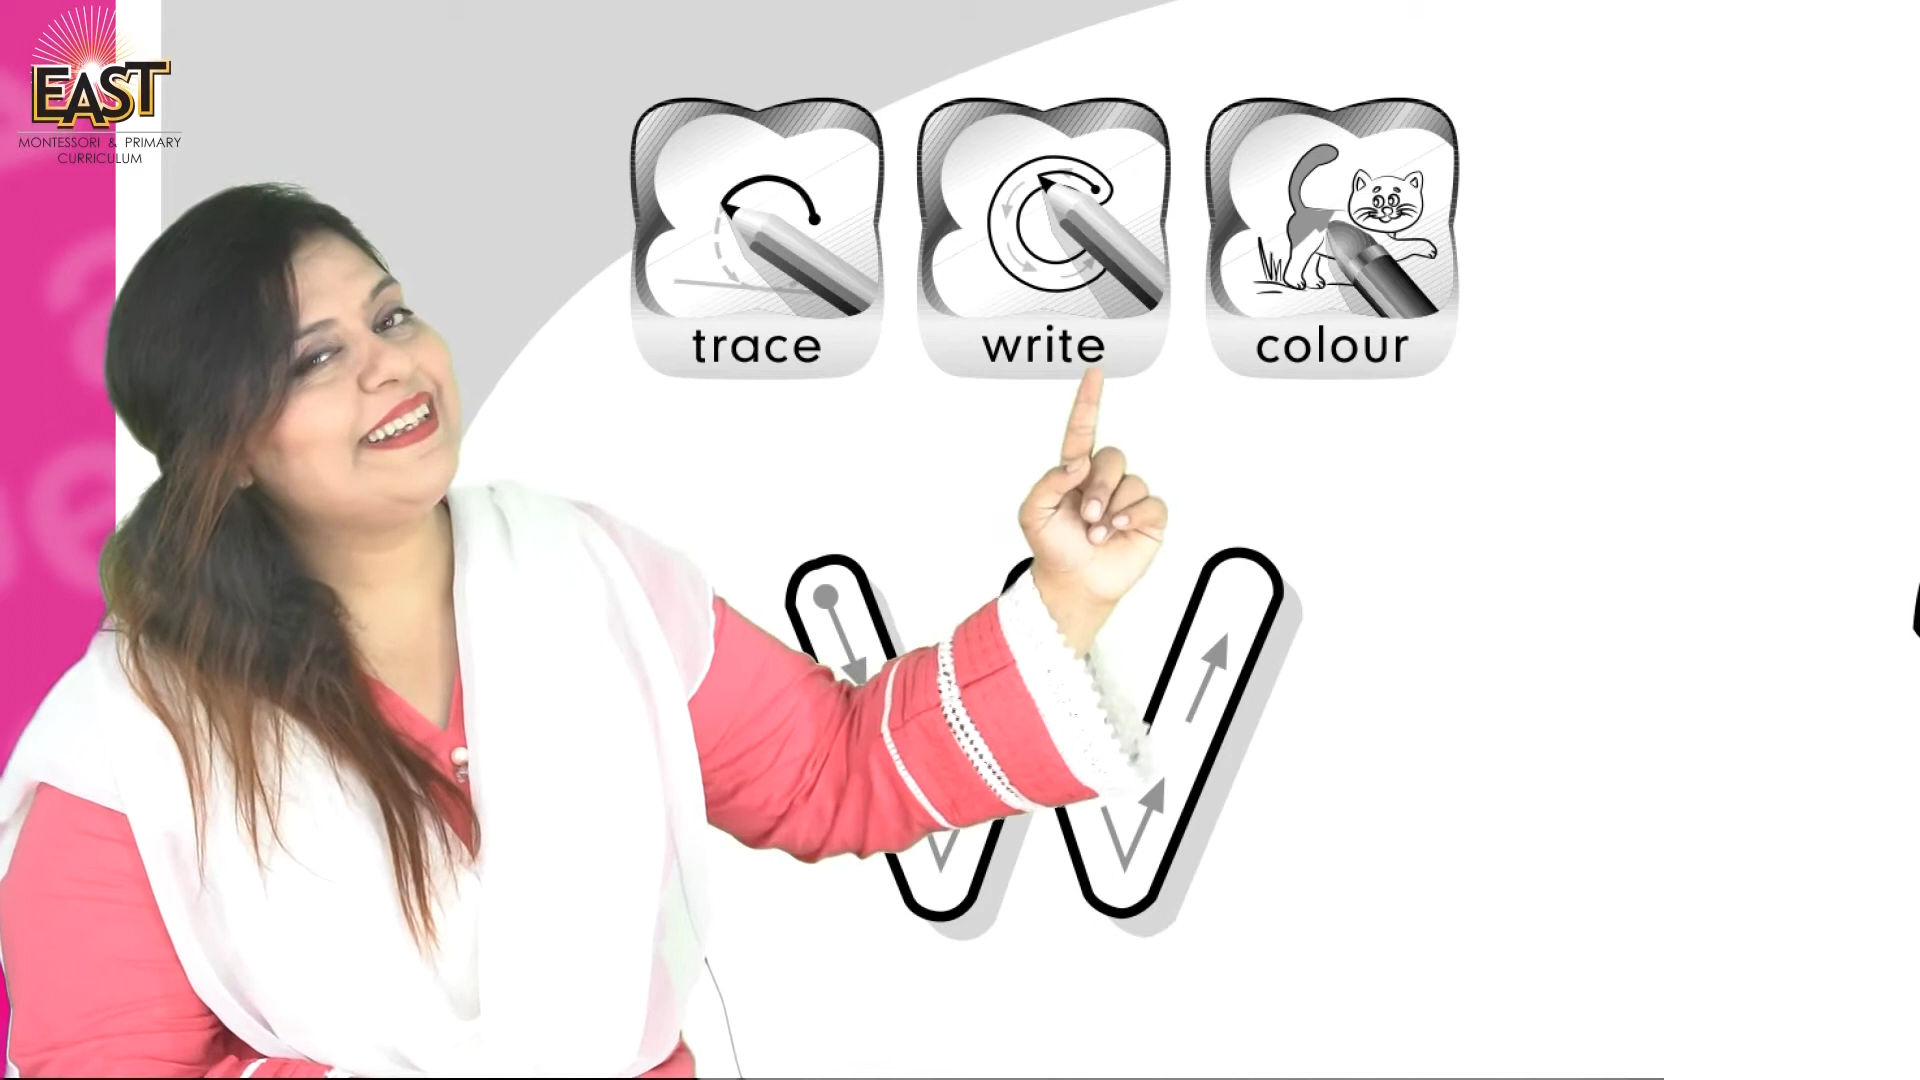 EAST
MONTESSORI & PRIMARY
CURRICULUM
trace write colour
w